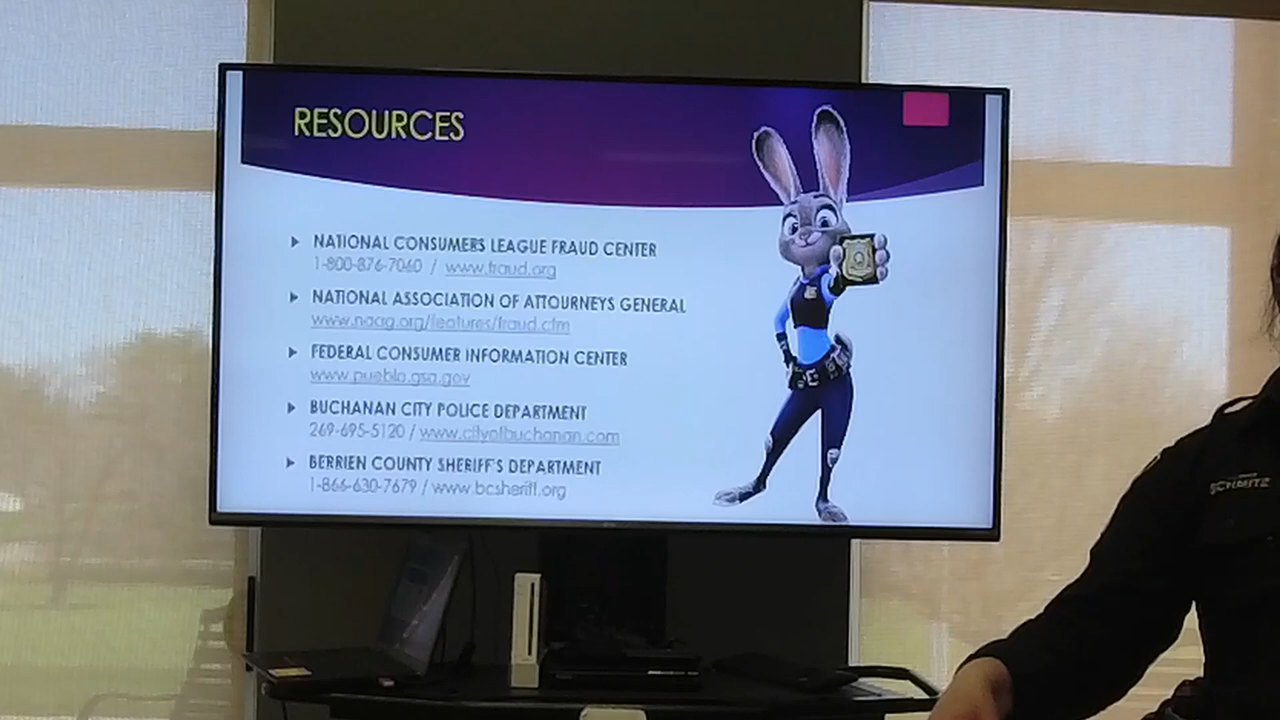 RESOURCES
NATIONAL CONSUMERS LEAGUE FRAUD CENTER
1-800-876-7060 / www.fraud.org
NATIONAL ASSOCIATION OF ATTOURNEYS GENERAL
www.naag.org/features/fraud.cfm
FEDERAL CONSUMER INFORMATION CENTER
www.pueblo.gsa.gov
BUCHANAN CITY POLICE DEPARTMENT
269-695-5120 / www.cityofbuchanan.com
BERRIEN COUNTY SHERIFF'S DEPARTMENT
1-866-630-7679 / www.bcsheriff.org